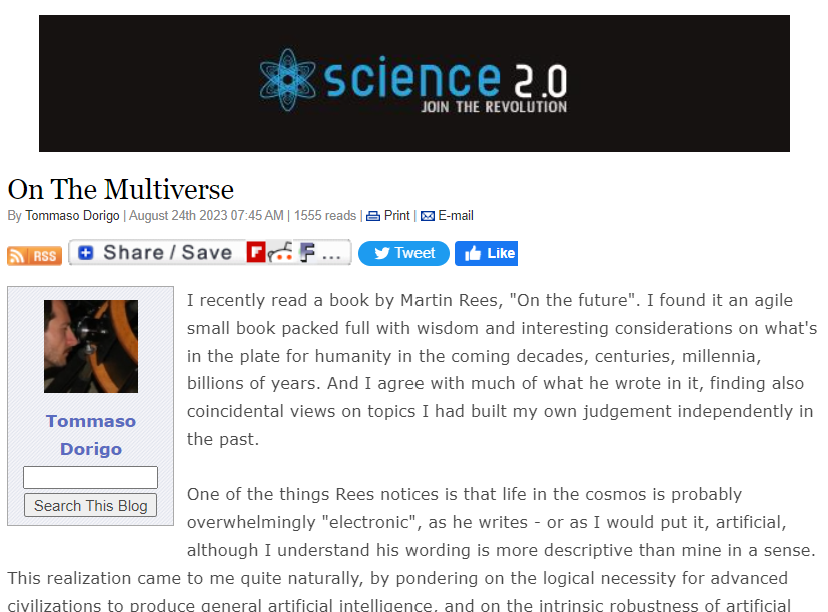 science 2.0
JOIN THE REVOLUTION
On The Multiverse
By Tommaso Dorigo | August 24th 2023 07:45 AM | 1555 reads | Print | E-mail
RSS
Share / Save
F ...
Tweet
Like
Tommaso
Dorigo
Search This Blog
I recently read a book by Martin Rees, "On the future". I found it an agile
small book packed full with wisdom and interesting considerations on what's
in the plate for humanity in the coming decades, centuries, millennia,
billions of years. And I agree with much of what he wrote in it, finding also
coincidental views on topics I had built my own judgement independently in
the past.
One of the things Rees notices is that life in the cosmos is probably
overwhelmingly "electronic", as he writes - or as I would put it, artificial,
although I understand his wording is more descriptive than mine in a sense.
This realization came to me quite naturally, by pondering on the logical necessity for advanced
civilizations to produce general artificial intelligence, and on the intrinsic robustness of artificial